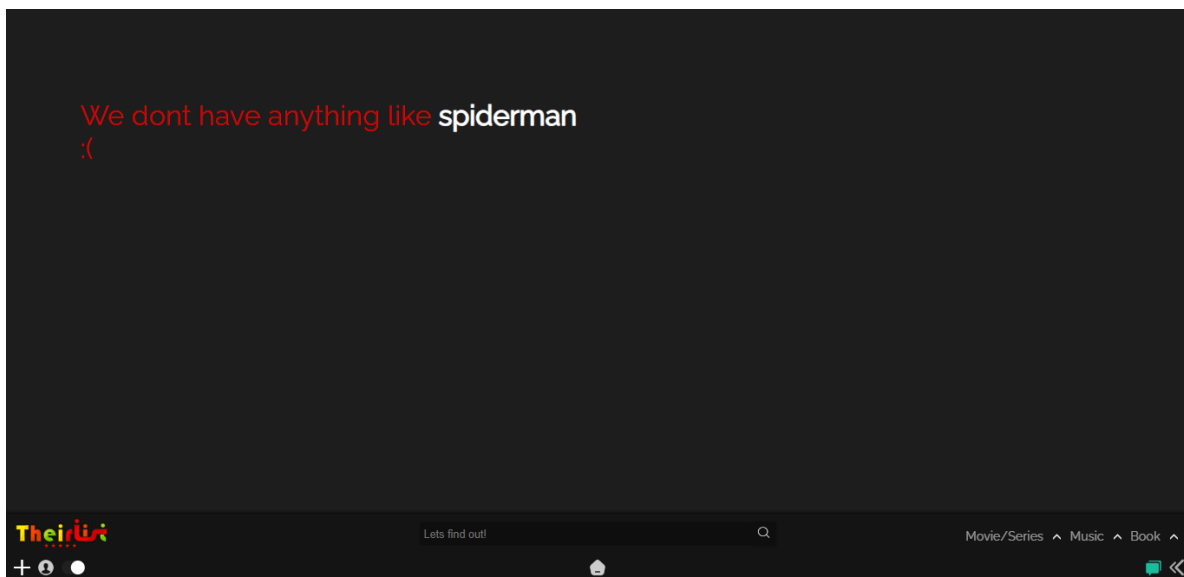 We dont have anything like spiderman
:(
TheirList
Lets find out!
Movie/Series Music Book